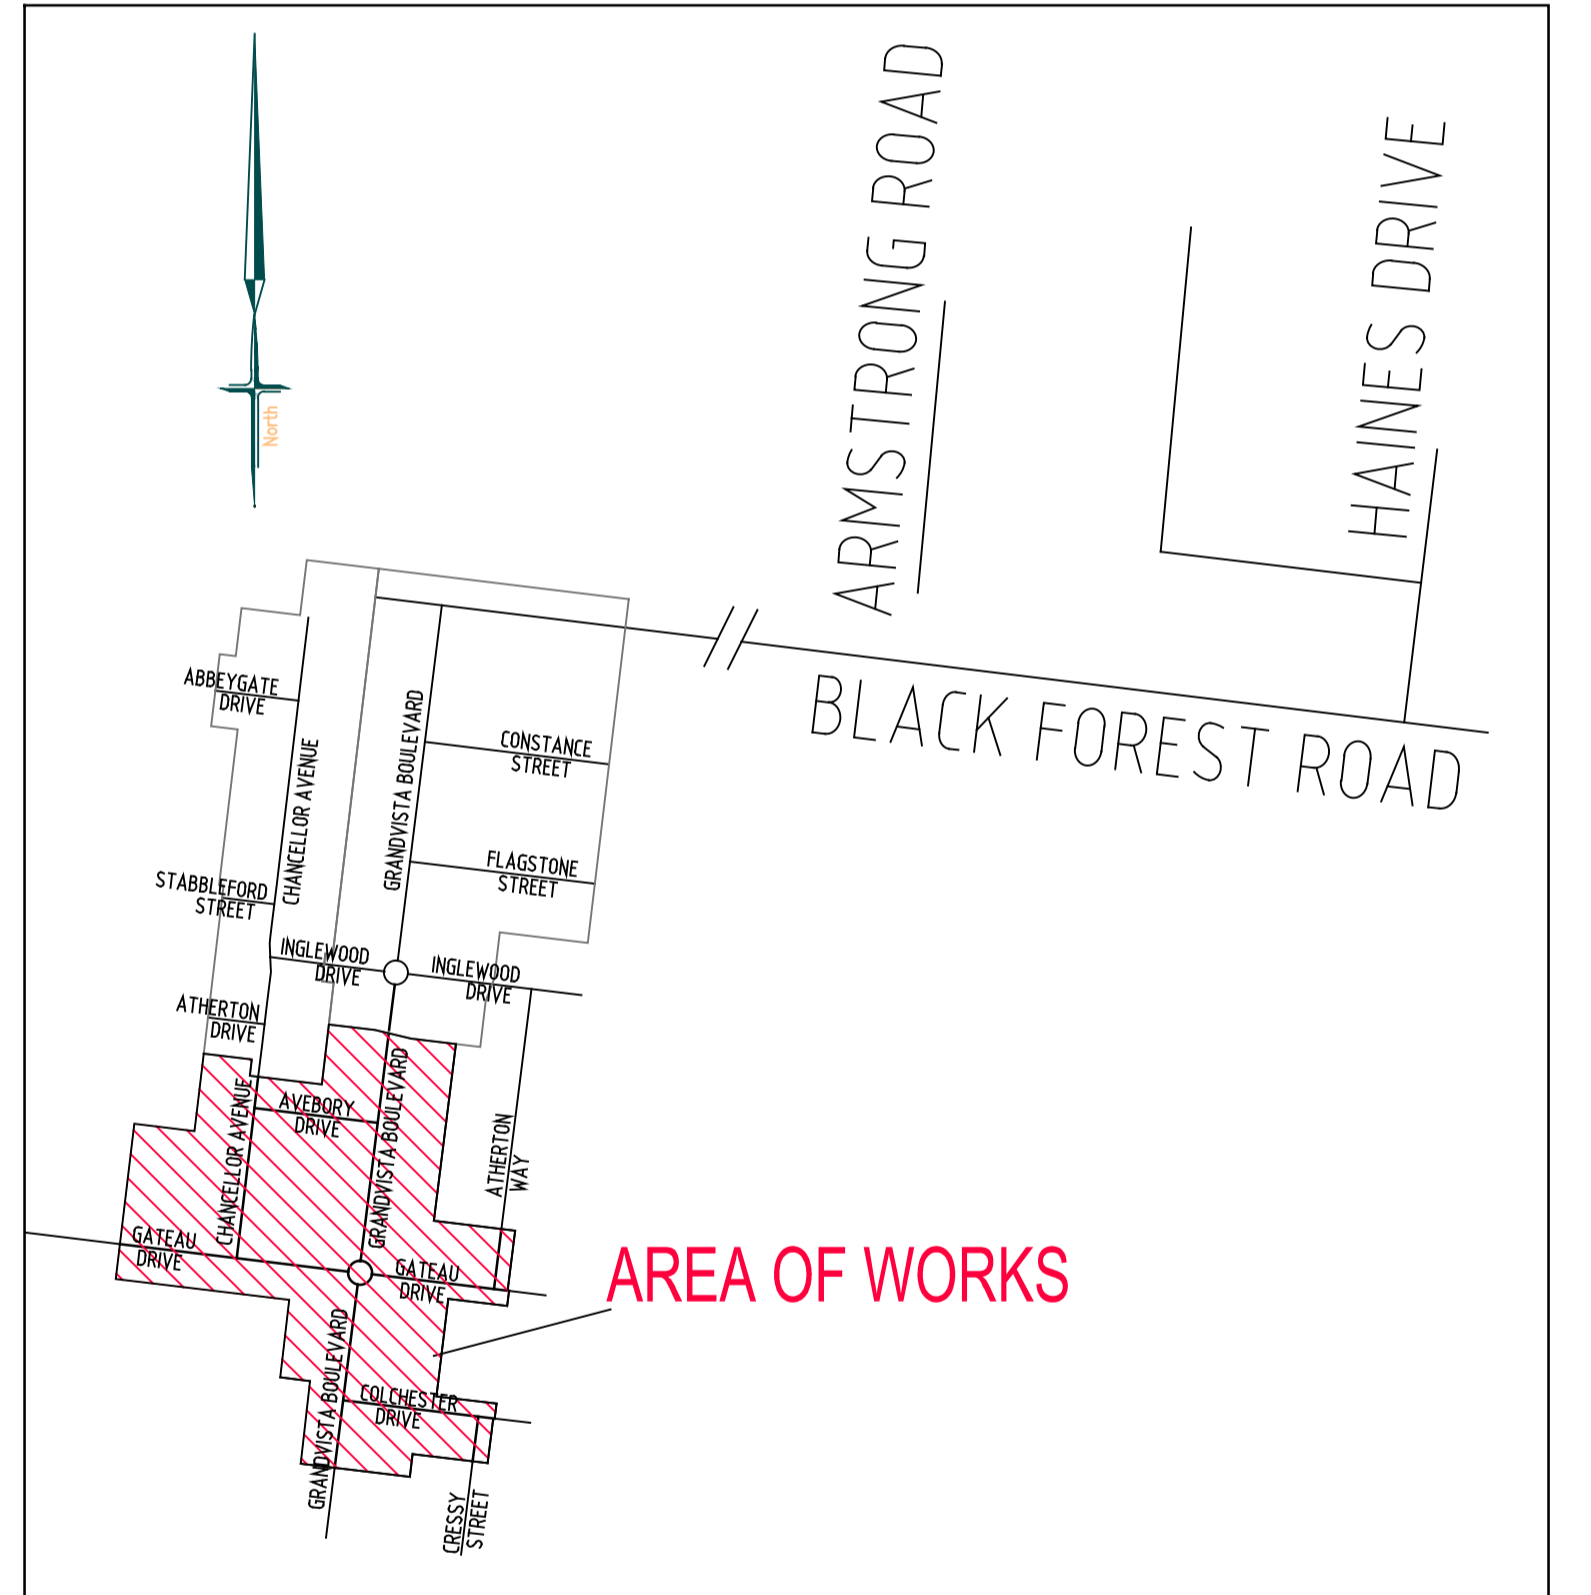 ARMSTRONG ROAD
HAINES DRIVE
North
BLACK FOREST ROAD
ABBEYGATE
DRIVE
CHANCELLOR AVENUE
GRANDVISTA BOULEVARD
CONSTANCE
STREET
FLAGSTONE
STREET
STABBLEFORD
STREET
INGLEWOOD
DRIVE
INGLEWOOD
DRIVE
ATHERTON
DRIVE
CHANCELLOR AVENUE
AVEBORY
DRIVE
GRANDVISTA BOULEVARD
ATHERTON
WAY
GATEAU
DRIVE
GATEAU
DRIVE
AREA OF WORKS
GRANDVISTA BOULEVARD
COLCHESTER
DRIVE
CRESSY
STREET